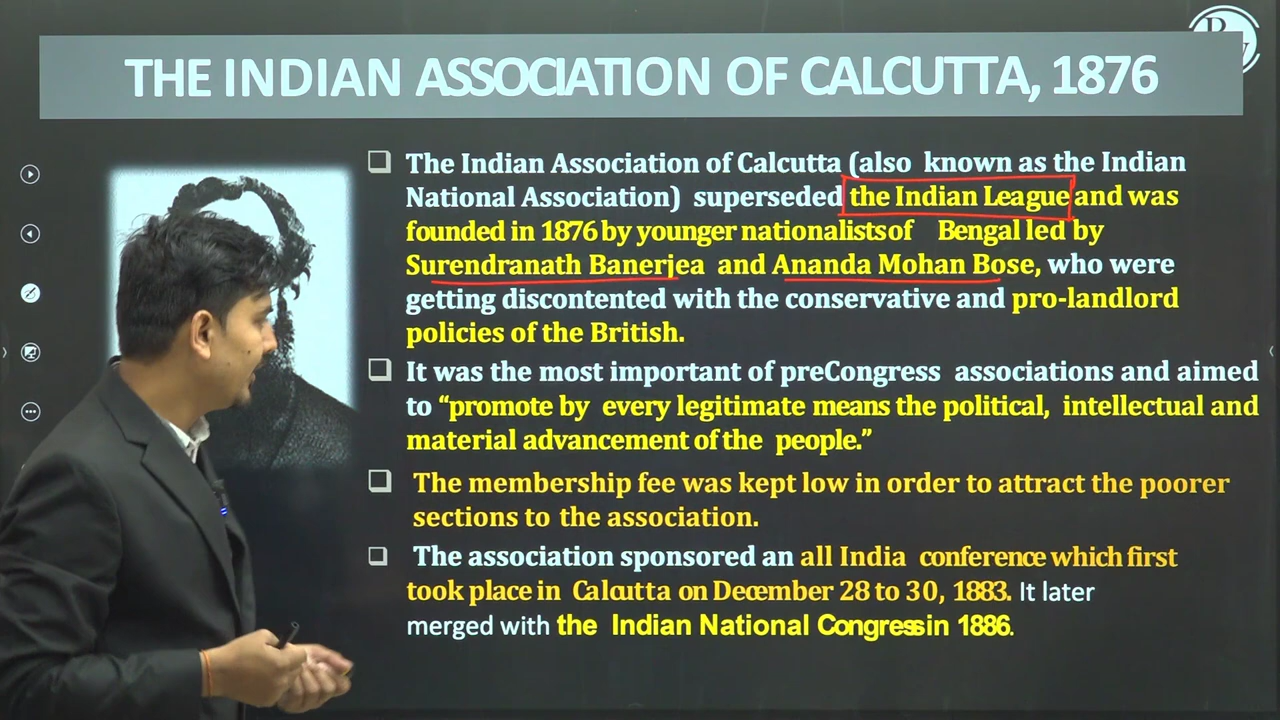 THE INDIAN ASSOCIATION OF CALCUTTA, 1876
The Indian Association of Calcutta (also known as the Indian
National Association) superseded the Indian League and was
founded in 1876 by younger nationalists of Bengal led by
Surendranath Banerjea and Ananda Mohan Bose, who were
getting discontented with the conservative and pro-landlord
policies of the British.
It was the most important of preCongress associations and aimed
to “promote by every legitimate means the political, intellectual and
material advancement of the people.”
The membership fee was kept low in order to attract the poorer
sections to the association.
The association sponsored an all India conference which first
took place in Calcutta on December 28 to 30, 1883. It later
merged with the Indian National Congress in 1886.